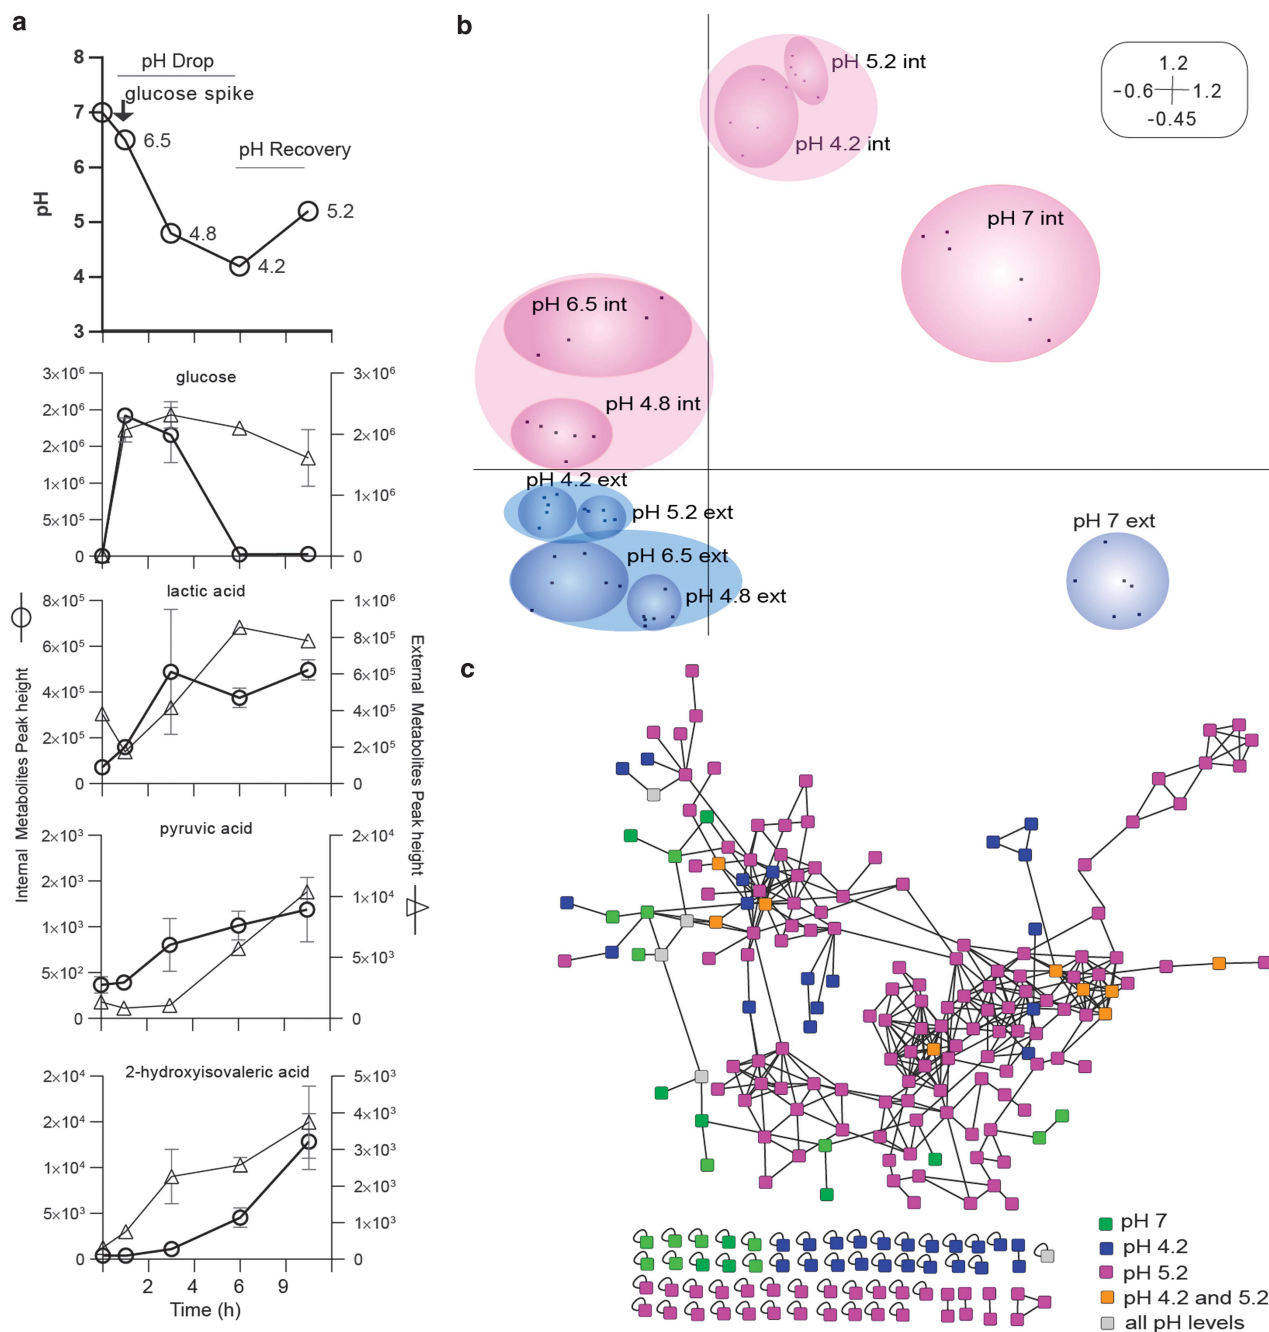 a
8
pH Drop
glucose spike
7
6.5
pH Recovery
6
pH
5
5.2
4.8
4
4.2
3
glucose
3×10⁶
3×10⁶
2×10⁶
2×10⁶
2×10⁶
1×10⁶
1×10⁶
5×10⁵
0
0
lactic acid
8×10⁵
1×10⁶
8×10⁵
6×10⁵
6×10⁵
4×10⁵
4×10⁵
2×10⁵
2×10⁵
0
0
Internal Metabolites Peak height
External Metabolites Peak height
pyruvic acid
2×10³
2×10⁴
2×10³
1×10⁴
1×10³
5×10³
5×10²
0
0
2-hydroxyisovaleric acid
2×10⁴
5×10³
4×10³
2×10⁴
3×10³
1×10⁴
2×10³
5×10³
1×10³
0
0
2
4
6
9
Time (h)
b
pH 5.2 int
pH 4.2 int
1.2
-0.6
1.2
-0.45
pH 7 int
pH 6.5 int
pH 4.8 int
pH 4.2 ext
pH 5.2 ext
pH 6.5 ext
pH 4.8 ext
pH 7 ext
c
pH 7
pH 4.2
pH 5.2
pH 4.2 and 5.2
all pH levels